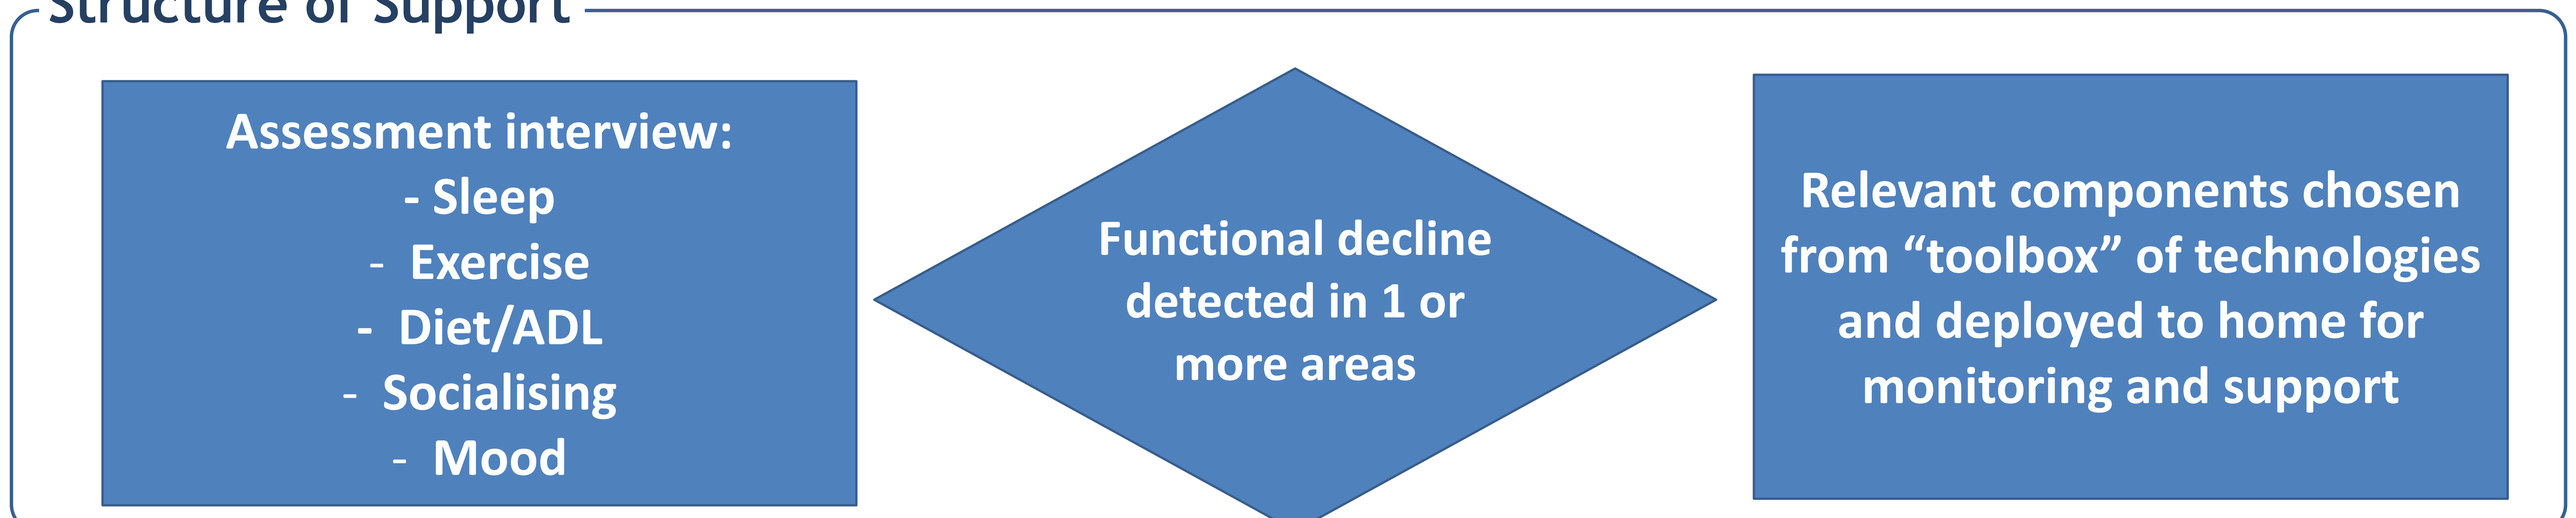 Structure of Support
Assessment interview:
- Sleep
- Exercise
- Diet/ADL
- Socialising
- Mood
Functional decline
detected in 1 or
more areas
Relevant components chosen
from “toolbox” of technologies
and deployed to home for
monitoring and support